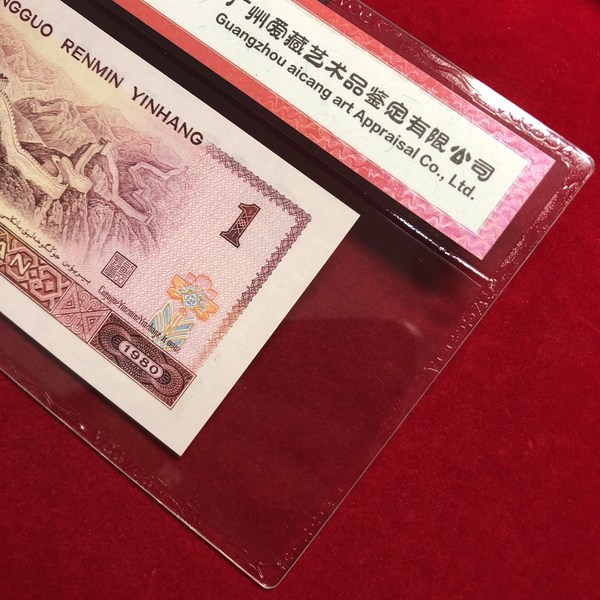 广州爱藏艺术品鉴定有限公司
Guangzhou aicang art Appraisal Co., Ltd.
NGGUO RENMIN YINHANG
1
AN
1980